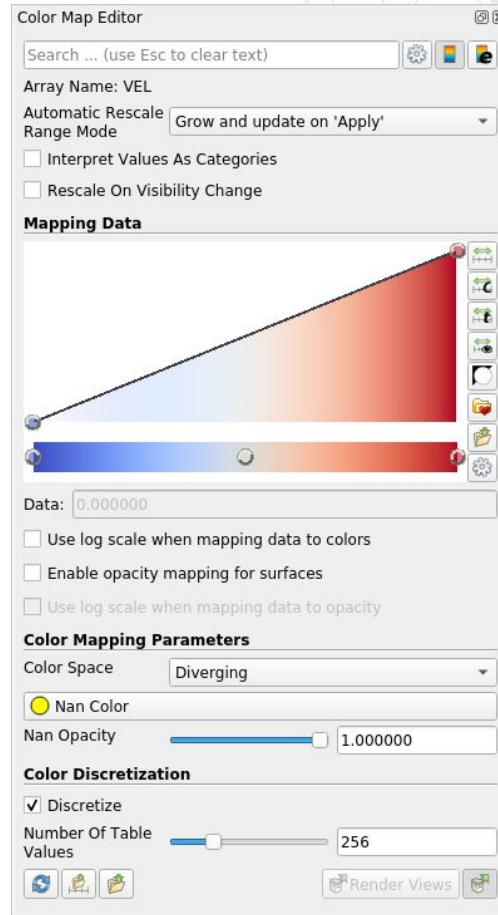 Color Map Editor
Search ... (use Esc to clear text)
Array Name: VEL
Automatic Rescale
Range Mode
Grow and update on 'Apply'
Interpret Values As Categories
Rescale On Visibility Change
Mapping Data
Data: 0.000000
Use log scale when mapping data to colors
Enable opacity mapping for surfaces
Use log scale when mapping data to opacity
Color Mapping Parameters
Color Space
Diverging
Nan Color
Nan Opacity
1.000000
Color Discretization
Discretize
Number Of Table
Values
256
Render Views